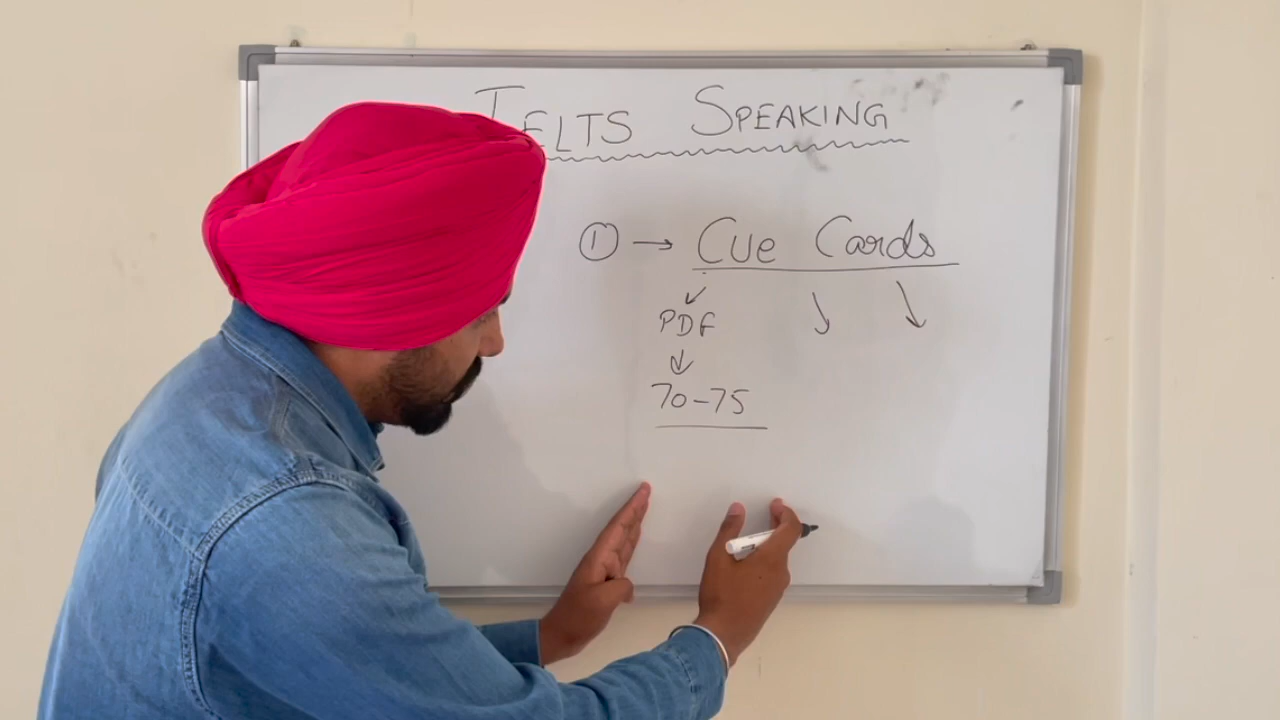 IELTS SPEAKING
① → Cue Cards
PDF
70-75